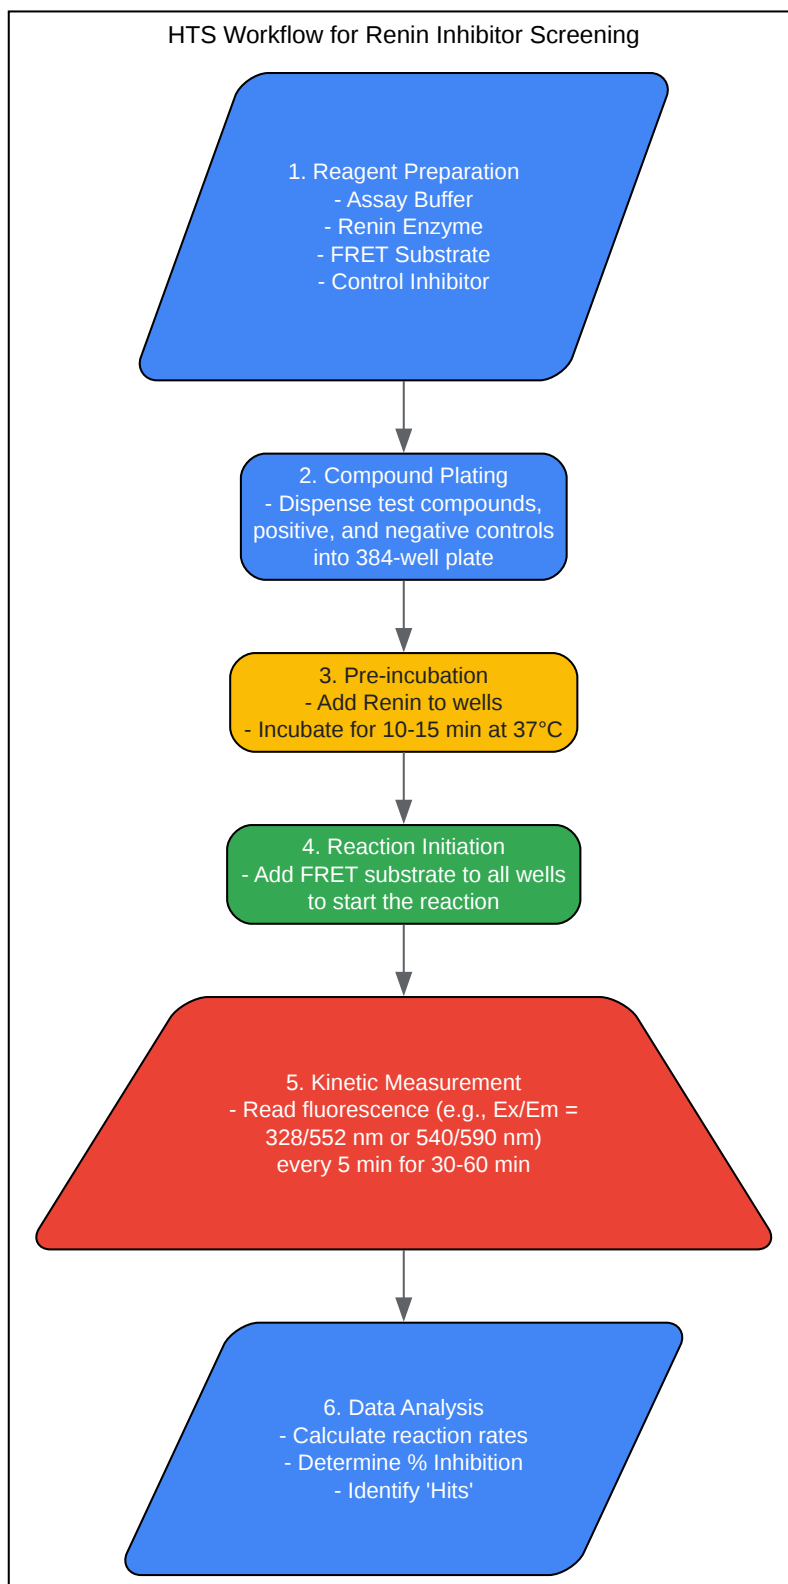 HTS Workflow for Renin Inhibitor Screening
1. Reagent Preparation
- Assay Buffer
- Renin Enzyme
- FRET Substrate
- Control Inhibitor
2. Compound Plating
- Dispense test compounds,
positive, and negative controls
into 384-well plate
3. Pre-incubation
- Add Renin to wells
- Incubate for 10-15 min at 37°C
4. Reaction Initiation
- Add FRET substrate to all wells
to start the reaction
5. Kinetic Measurement
- Read fluorescence (e.g., Ex/Em =
328/552 nm or 540/590 nm)
every 5 min for 30-60 min
6. Data Analysis
- Calculate reaction rates
- Determine % Inhibition
- Identify 'Hits'